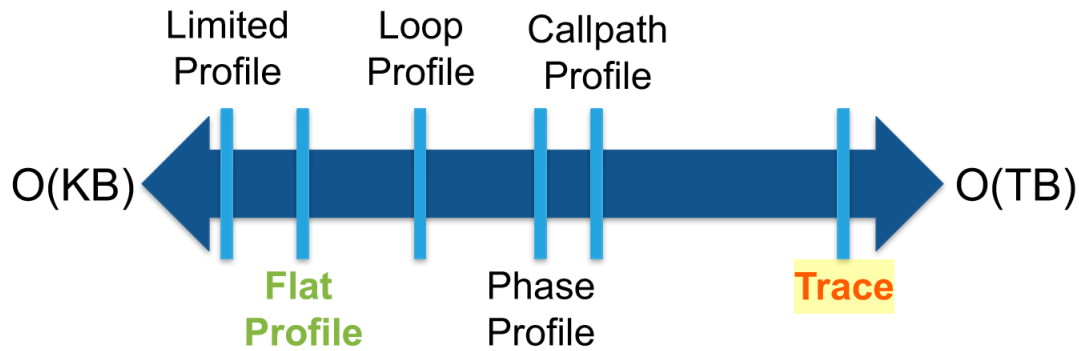 Limited
Profile
Loop
Profile
Callpath
Profile
O(KB)
O(TB)
Flat
Profile
Phase
Profile
Trace